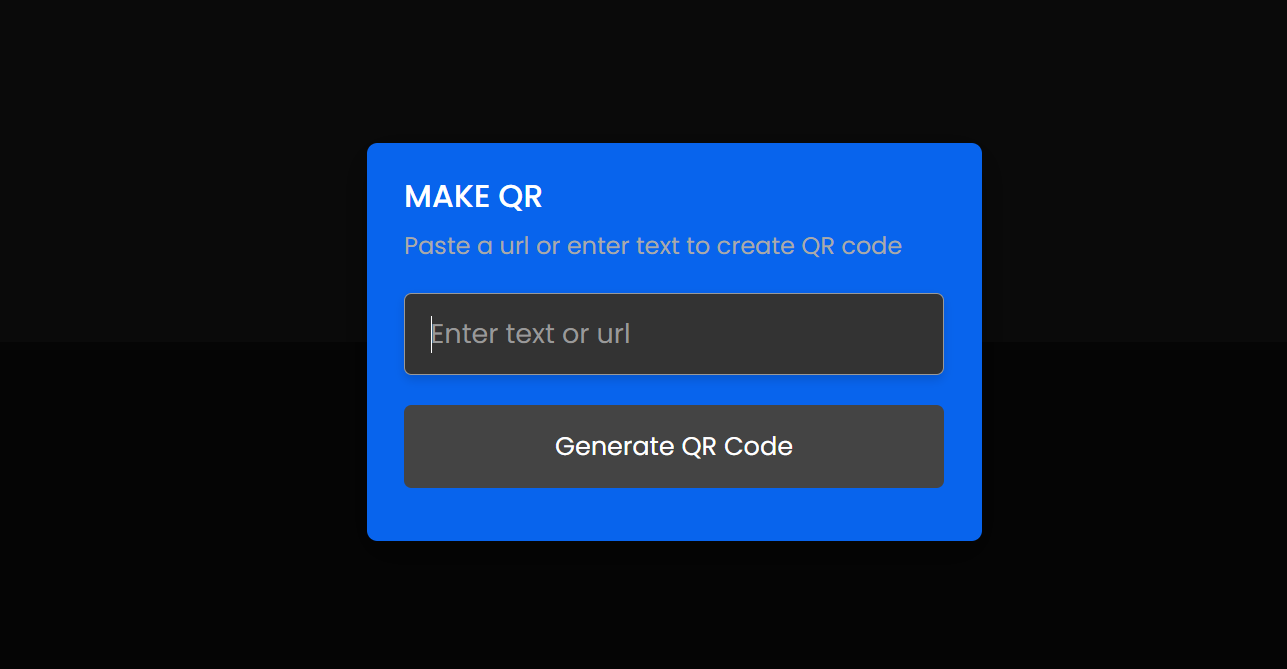 MAKE QR
Paste a url or enter text to create QR code
Enter text or url
Generate QR Code